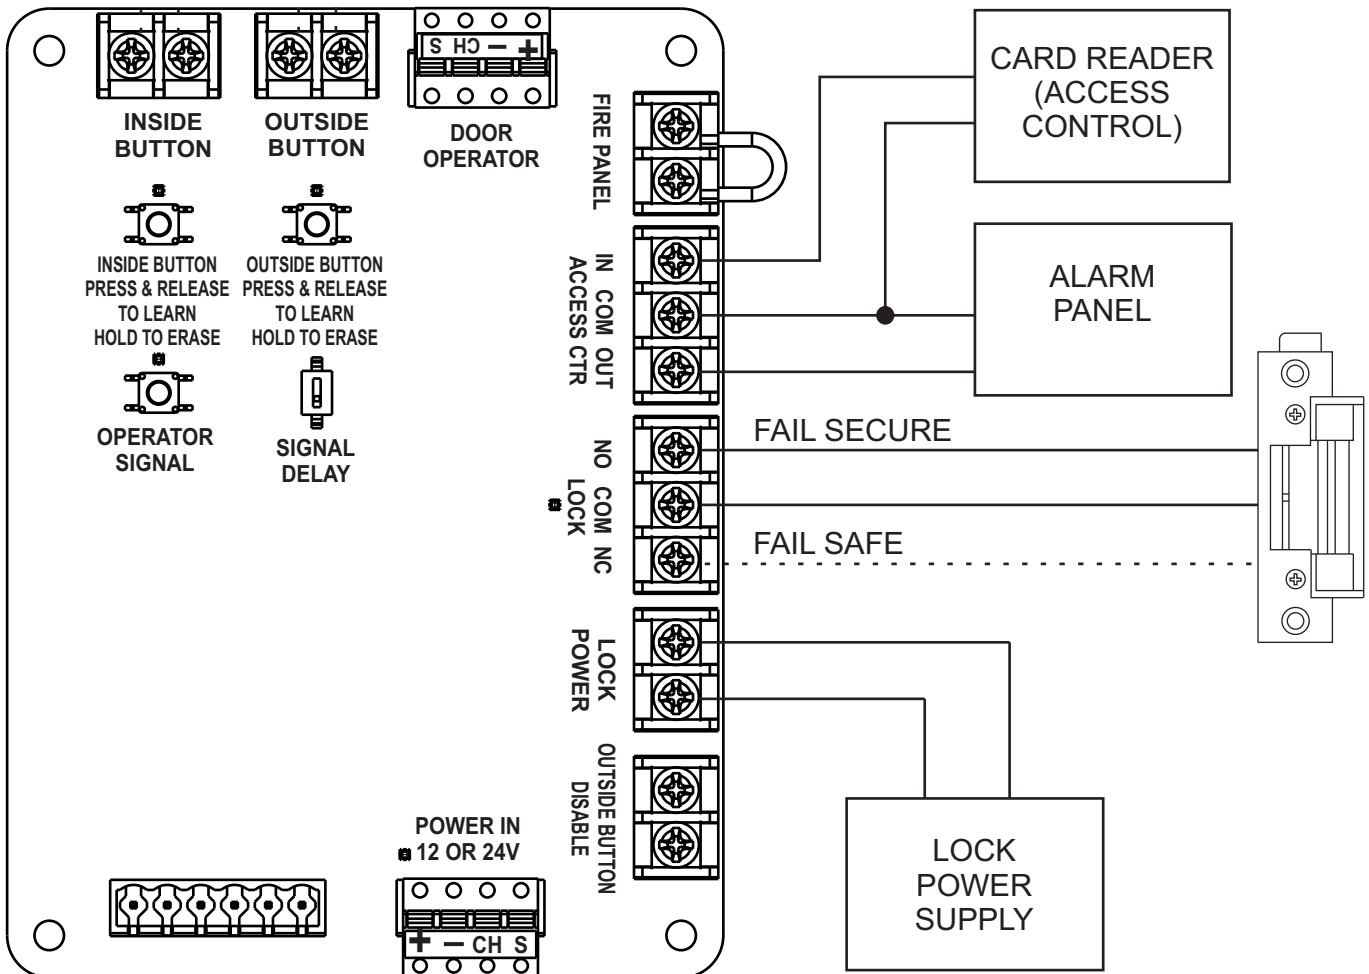 S CH − +
INSIDE
BUTTON
OUTSIDE
BUTTON
DOOR
OPERATOR
FIRE PANEL
CARD READER
(ACCESS
CONTROL)
INSIDE BUTTON
PRESS & RELEASE
TO LEARN
HOLD TO ERASE
OUTSIDE BUTTON
PRESS & RELEASE
TO LEARN
HOLD TO ERASE
IN COM OUT
ACCESS CTR
ALARM
PANEL
OPERATOR
SIGNAL
SIGNAL
DELAY
NO COM NC
LOCK
FAIL SECURE
FAIL SAFE
LOCK
POWER
OUTSIDE BUTTON
DISABLE
POWER IN
12 OR 24V
+ − CH S
LOCK
POWER
SUPPLY